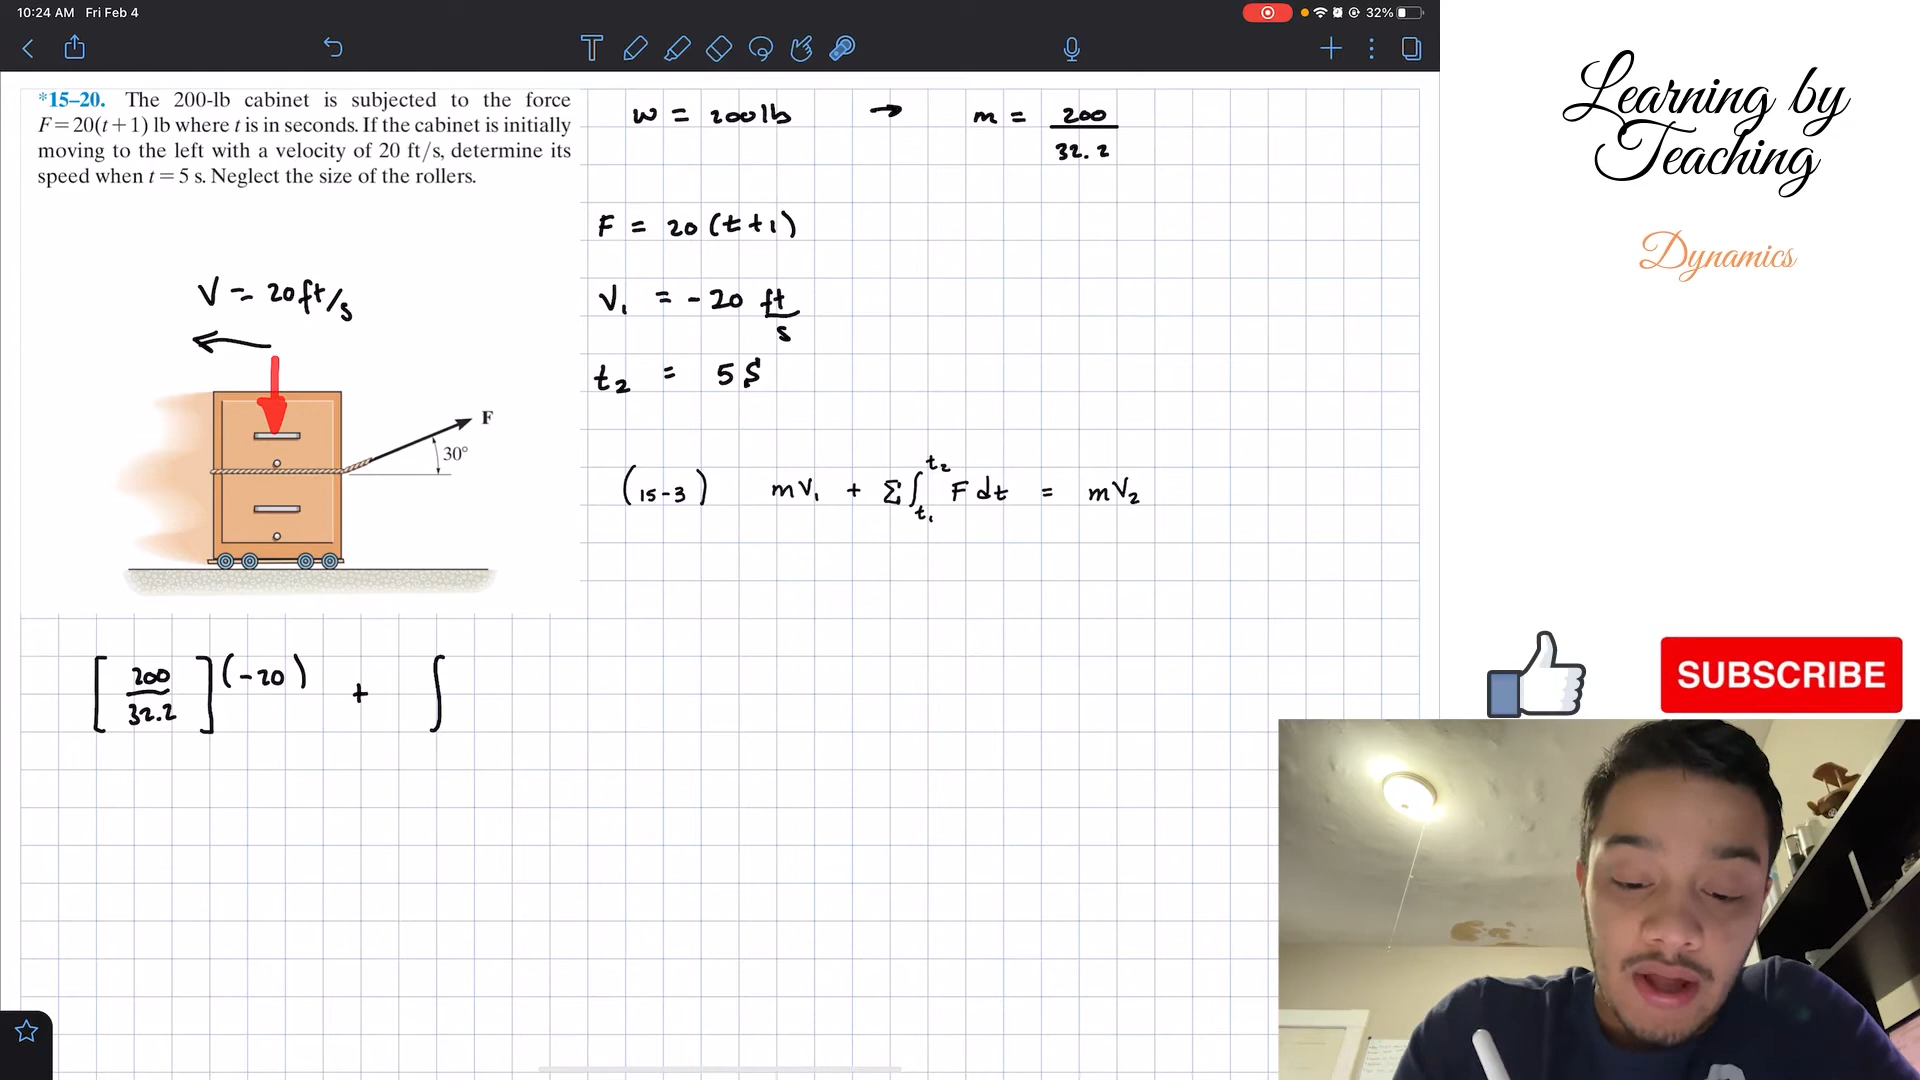 10:24 AM Fri Feb 4
32%
*15–20. The 200-lb cabinet is subjected to the force
F = 20(t + 1) lb where t is in seconds. If the cabinet is initially
moving to the left with a velocity of 20 ft/s, determine its
speed when t = 5 s. Neglect the size of the rollers.
w = 200 lb → m = 200/32.2
F = 20 (t+1)
V₁ = -20 ft/s
t₂ = 5 s
V = 20 ft/s
F
30°
(15-3) mV₁ + Σ∫_{t₁}^{t₂} F dt = mV₂
[200/32.2](-20) + ∫
Learning by
Teaching
Dynamics
SUBSCRIBE